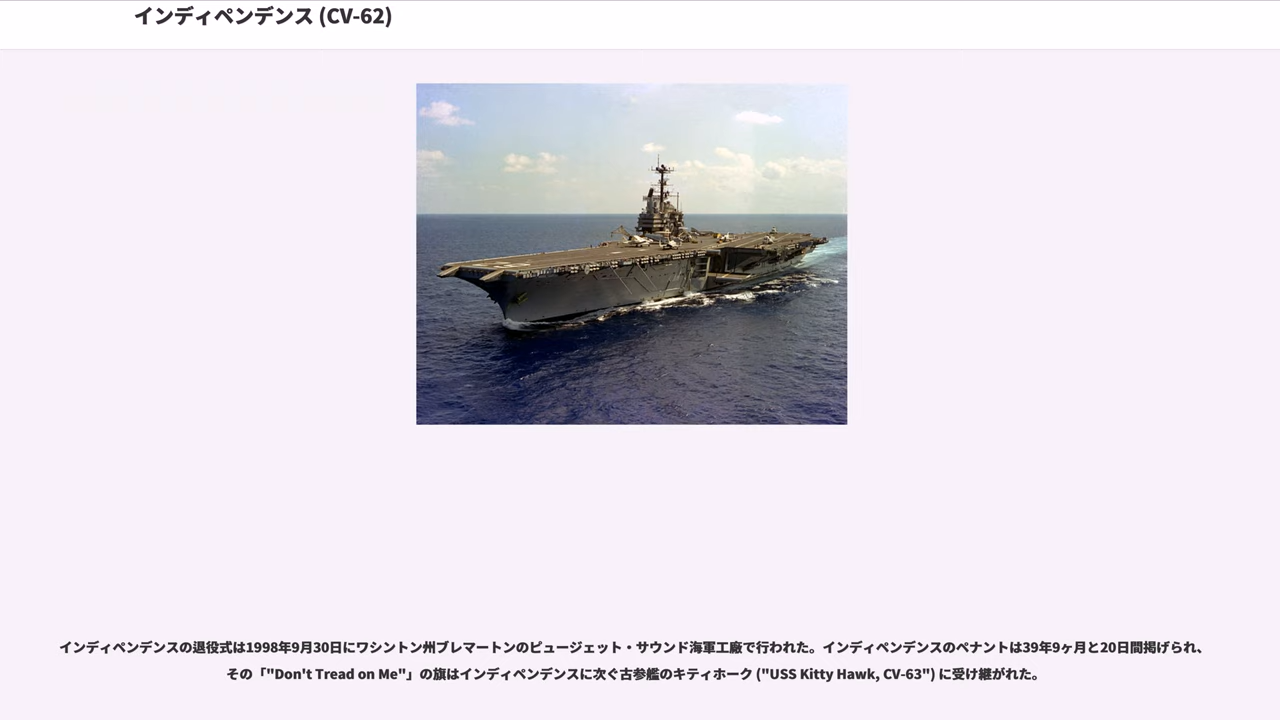 インディペンデンス (CV-62)
インディペンデンスの退役式は1998年9月30日にワシントン州ブレマートンのピュージェット・サウンド海軍工廠で行われた。インディペンデンスのペナントは39年9ヶ月と20日間掲げられ、
その「"Don't Tread on Me"」の旗はインディペンデンスに次ぐ古参艦のキティホーク ("USS Kitty Hawk, CV-63") に受け継がれた。